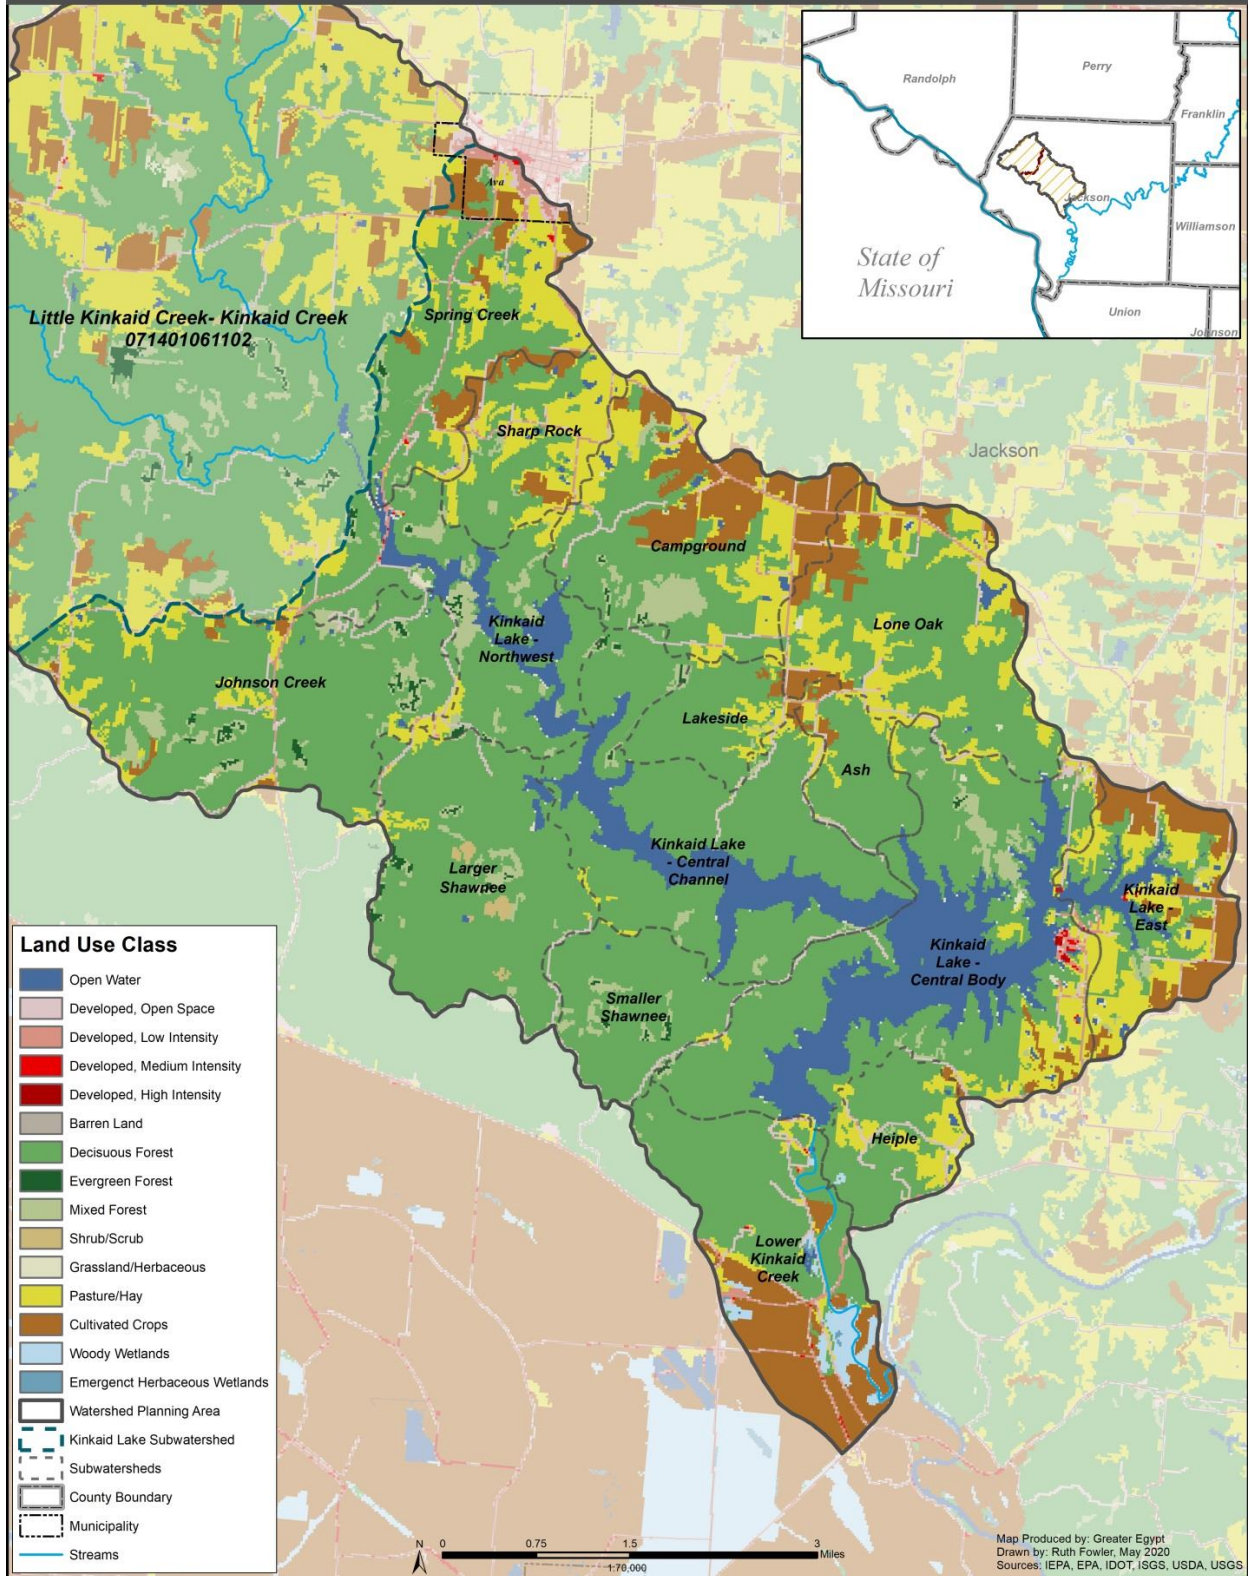 Randolph
Perry
Franklin
Jackson
Williamson
State of
Missouri
Union
Johnson
Ava
Little Kinkaid Creek- Kinkaid Creek
071401061102
Spring Creek
Sharp Rock
Jackson
Campground
Kinkaid
Lake -
Northwest
Lone Oak
Johnson Creek
Lakeside
Ash
Kinkaid Lake
- Central
Channel
Larger
Shawnee
Kinkaid
Lake -
East
Kinkaid
Lake -
Central Body
Smaller
Shawnee
Heiple
Lower
Kinkaid
Creek
Land Use Class
Open Water
Developed, Open Space
Developed, Low Intensity
Developed, Medium Intensity
Developed, High Intensity
Barren Land
Decisuous Forest
Evergreen Forest
Mixed Forest
Shrub/Scrub
Grassland/Herbaceous
Pasture/Hay
Cultivated Crops
Woody Wetlands
Emergenct Herbaceous Wetlands
Watershed Planning Area
Kinkaid Lake Subwatershed
Subwatersheds
County Boundary
Municipality
Streams
N 0 0.75 1.5 3
Miles
1:70,000
Map Produced by: Greater Egypt
Drawn by: Ruth Fowler, May 2020
Sources: IEPA, EPA, IDOT, ISGS, USDA, USGS